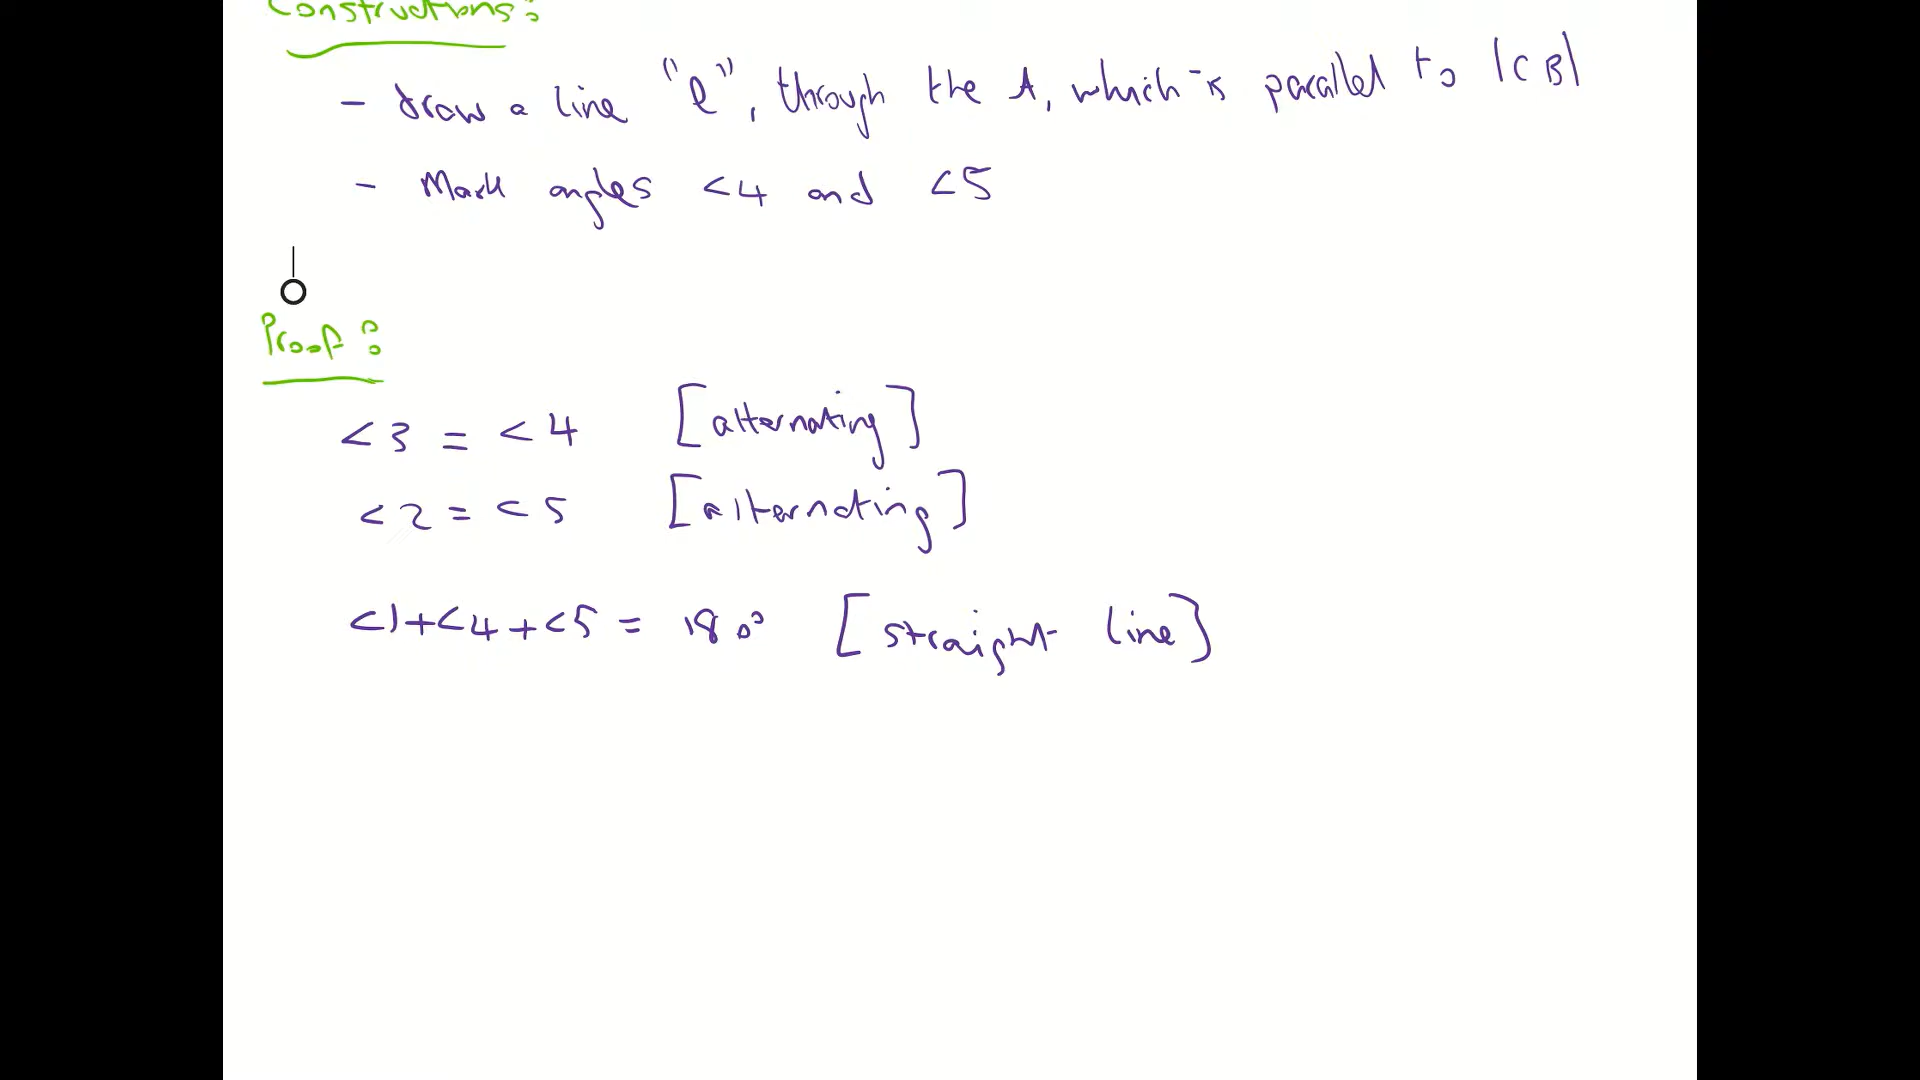 Constructions:
- draw a line "l", through the A, which is parallel to |CB|
- Mark angles <4 and <5
Proof:
<3 = <4 [alternating]
<2 = <5 [alternating]
<1+<4+<5 = 180° [straight line]